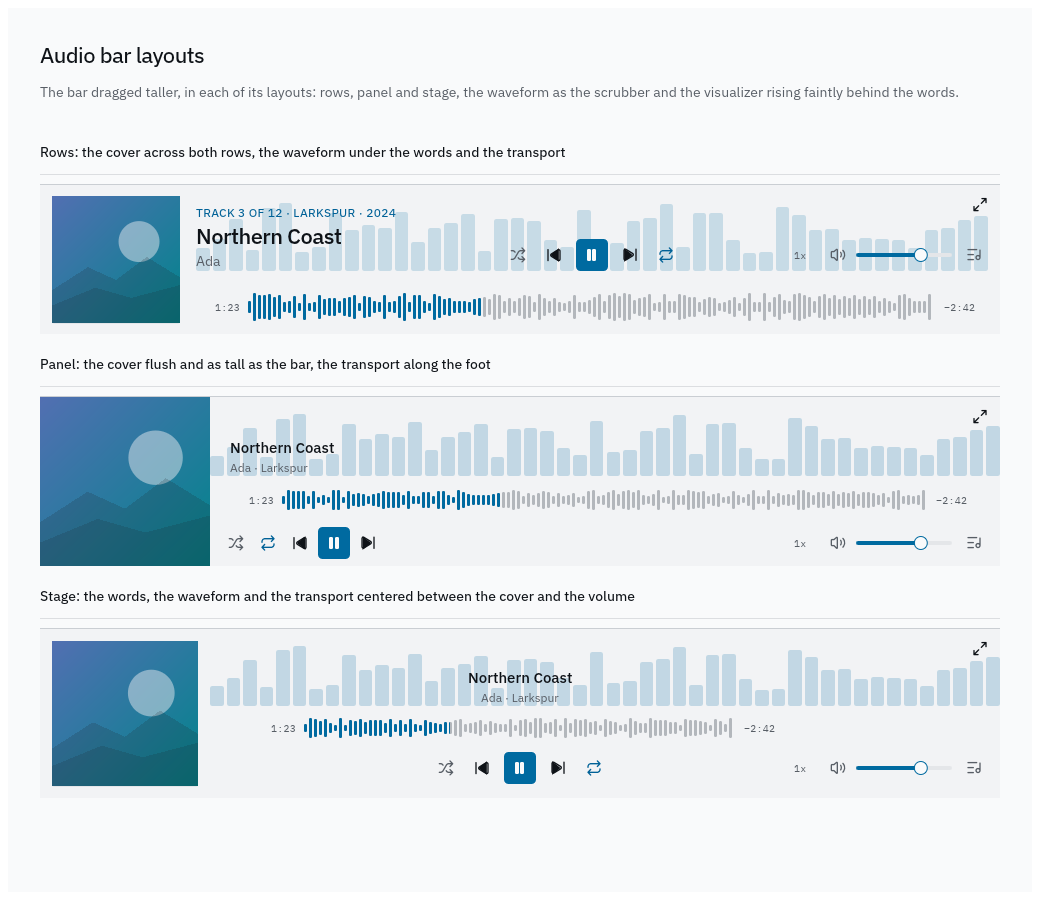 Audio bar layouts
The bar dragged taller, in each of its layouts: rows, panel and stage, the waveform as the scrubber and the visualizer rising faintly behind the words.
Rows: the cover across both rows, the waveform under the words and the transport
TRACK 3 OF 12 · LARKSPUR · 2024
Northern Coast
Ada
1x
1:23
−2:42
Panel: the cover flush and as tall as the bar, the transport along the foot
Northern Coast
Ada · Larkspur
1:23
−2:42
1x
Stage: the words, the waveform and the transport centered between the cover and the volume
Northern Coast
Ada · Larkspur
1:23
−2:42
1x